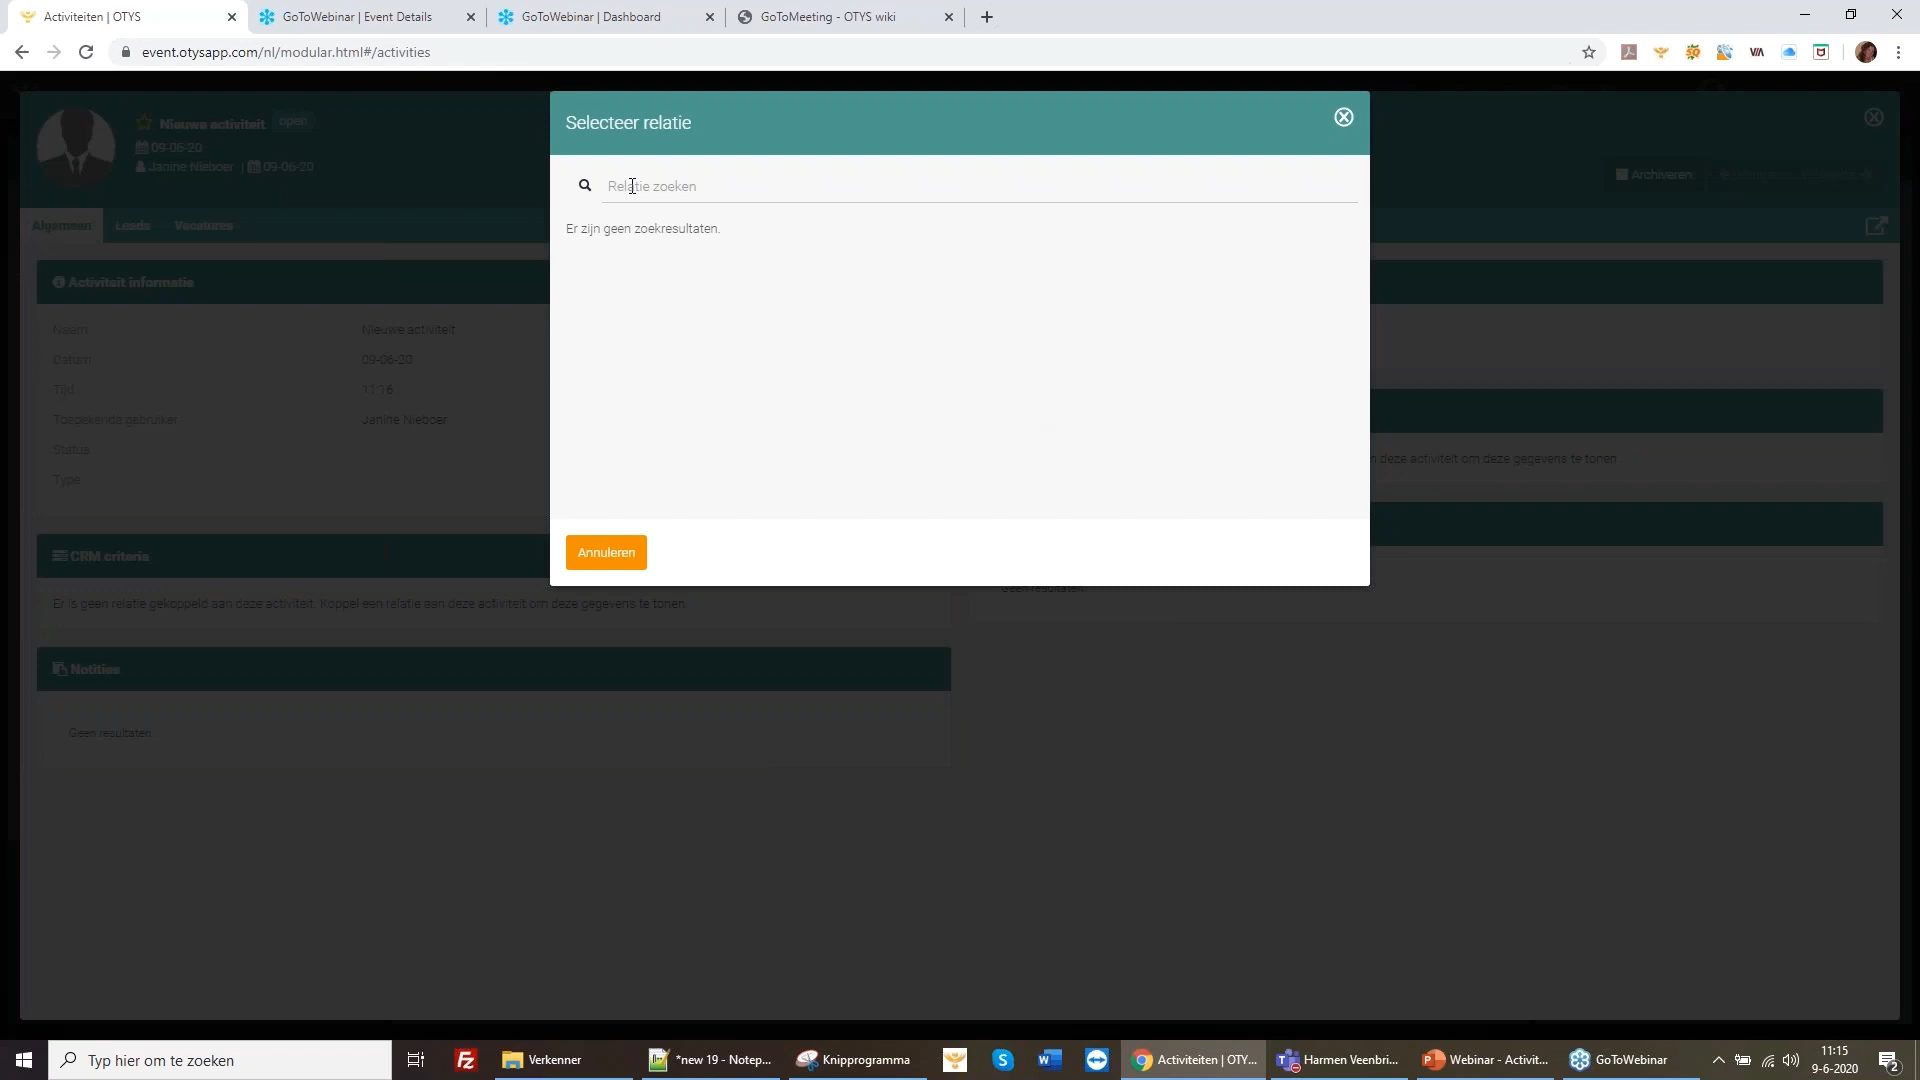 Activiteiten | OTYS
GoToWebinar | Event Details
GoToWebinar | Dashboard
GoToMeeting - OTYS wiki
event.otysapp.com/nl/modular.html#/activities
VIA
Nieuwe activiteit open
09-06-20
Janine Nieboer | 09-06-20
Archiveren
Algemeen Leads Vacatures
Selecteer relatie
Relatie zoeken
Er zijn geen zoekresultaten.
Annuleren
Activiteit informatie
Naam Nieuwe activiteit
Datum 09-06-20
Tijd 11:16
Toegekende gebruiker Janine Nieboer
Status
Type
n deze activiteit om deze gegevens te tonen
CRM criteria
Er is geen relatie gekoppeld aan deze activiteit. Koppel een relatie aan deze activiteit om deze gegevens te tonen.
Geen resultaten
Notities
Geen resultaten.
Typ hier om te zoeken
Verkenner
*new 19 - Notep...
Knipprogramma
Activiteiten | OTY...
Harmen Veenbri...
Webinar - Activit...
GoToWebinar
11:15
9-6-2020
2